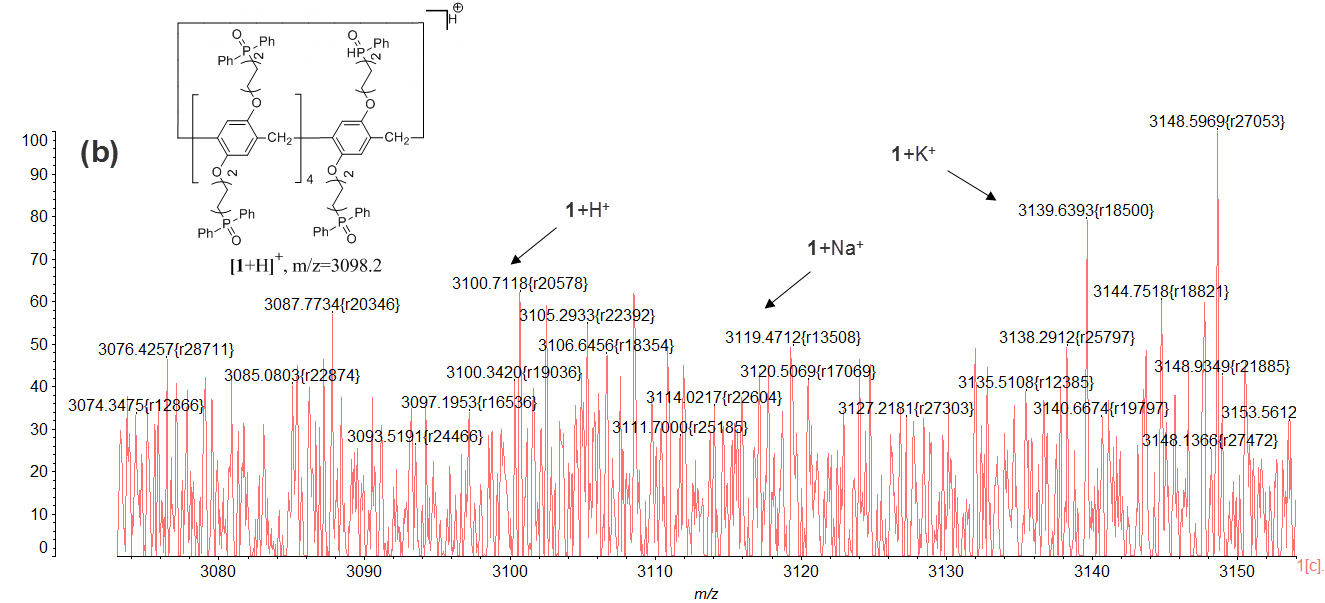 (b)
H⊕
O
Ph
P
Ph
2
O
Ph
HP
2
O
O
CH2
CH2
O
2
4
O
2
2
2
P
Ph
Ph
O
P
Ph
Ph
O
[1+H]+, m/z=3098.2
1+H+
1+Na+
1+K+
3148.5969{r27053}
3139.6393{r18500}
3144.7518{r18821}
3100.7118{r20578}
3087.7734{r20346}
3105.2933{r22392}
3119.4712{r13508}
3138.2912{r25797}
3076.4257{r28711}
3106.6456{r18354}
3085.0803{r22874}
3100.3420{r19036}
3120.5069{r17069}
3148.9349{r21885}
3135.5108{r12385}
3074.3475{r12866}
3097.1953{r16536}
3114.0217{r22604}
3127.2181{r27303}
3140.6674{r19797}
3153.5612
3093.5191{r24466}
3111.7000{r25185}
3148.1366{r27472}
100
90
80
70
60
50
40
30
20
10
0
3080
3090
3100
3110
3120
3130
3140
3150
m/z
1[c].